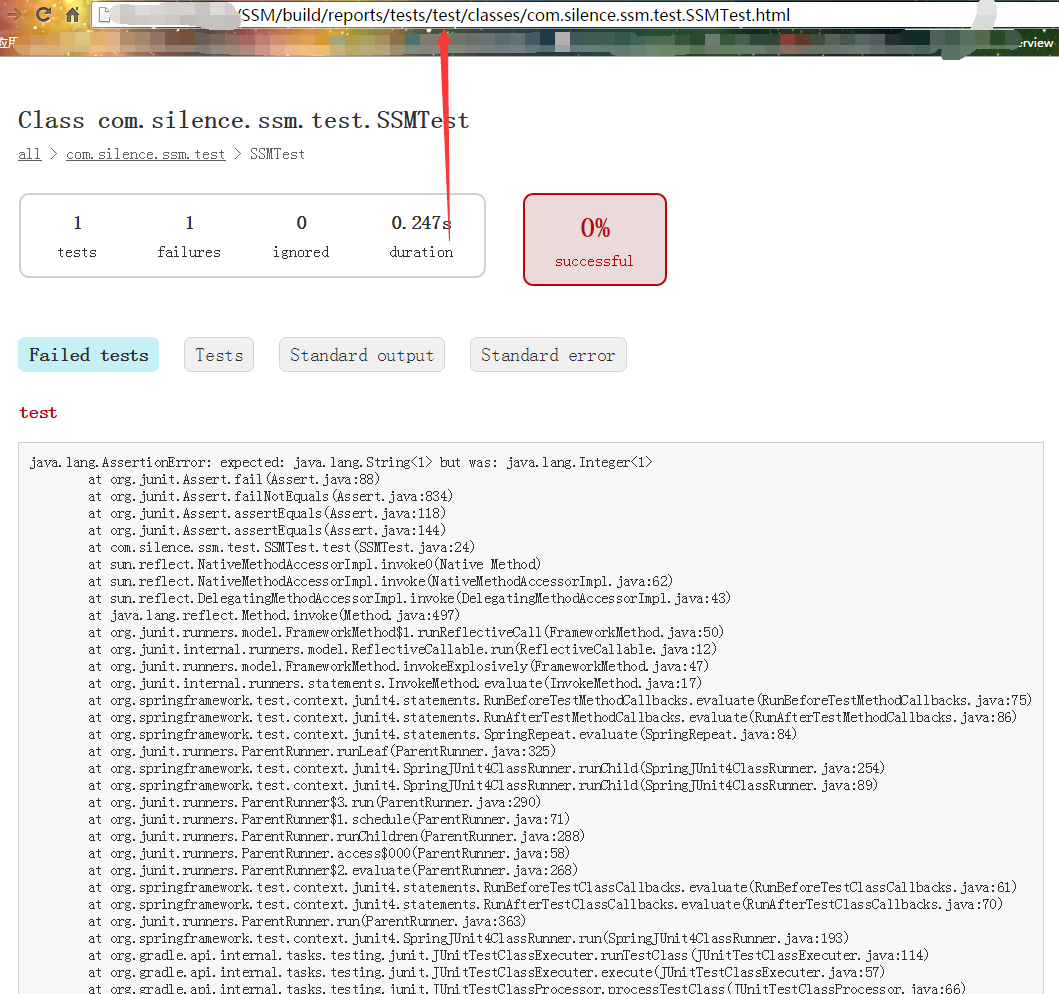 /SSM/build/reports/tests/test/classes/com.silence.ssm.test.SSMTest.html
应用
erview
Class com.silence.ssm.test.SSMTest
all > com.silence.ssm.test > SSMTest
1 1 0 0.247s
tests failures ignored duration
0%
successful
Failed tests Tests Standard output Standard error
test
java.lang.AssertionError: expected: java.lang.String<1> but was: java.lang.Integer<1>
at org.junit.Assert.fail(Assert.java:88)
at org.junit.Assert.failNotEquals(Assert.java:834)
at org.junit.Assert.assertEquals(Assert.java:118)
at org.junit.Assert.assertEquals(Assert.java:144)
at com.silence.ssm.test.SSMTest.test(SSMTest.java:24)
at sun.reflect.NativeMethodAccessorImpl.invoke0(Native Method)
at sun.reflect.NativeMethodAccessorImpl.invoke(NativeMethodAccessorImpl.java:62)
at sun.reflect.DelegatingMethodAccessorImpl.invoke(DelegatingMethodAccessorImpl.java:43)
at java.lang.reflect.Method.invoke(Method.java:497)
at org.junit.runners.model.FrameworkMethod$1.runReflectiveCall(FrameworkMethod.java:50)
at org.junit.internal.runners.model.ReflectiveCallable.run(ReflectiveCallable.java:12)
at org.junit.runners.model.FrameworkMethod.invokeExplosively(FrameworkMethod.java:47)
at org.junit.internal.runners.statements.InvokeMethod.evaluate(InvokeMethod.java:17)
at org.springframework.test.context.junit4.statements.RunBeforeTestMethodCallbacks.evaluate(RunBeforeTestMethodCallbacks.java:75)
at org.springframework.test.context.junit4.statements.RunAfterTestMethodCallbacks.evaluate(RunAfterTestMethodCallbacks.java:86)
at org.springframework.test.context.junit4.statements.SpringRepeat.evaluate(SpringRepeat.java:84)
at org.junit.runners.ParentRunner.runLeaf(ParentRunner.java:325)
at org.springframework.test.context.junit4.SpringJUnit4ClassRunner.runChild(SpringJUnit4ClassRunner.java:254)
at org.springframework.test.context.junit4.SpringJUnit4ClassRunner.runChild(SpringJUnit4ClassRunner.java:89)
at org.junit.runners.ParentRunner$3.run(ParentRunner.java:290)
at org.junit.runners.ParentRunner$1.schedule(ParentRunner.java:71)
at org.junit.runners.ParentRunner.runChildren(ParentRunner.java:288)
at org.junit.runners.ParentRunner.access$000(ParentRunner.java:58)
at org.junit.runners.ParentRunner$2.evaluate(ParentRunner.java:268)
at org.springframework.test.context.junit4.statements.RunBeforeTestClassCallbacks.evaluate(RunBeforeTestClassCallbacks.java:61)
at org.springframework.test.context.junit4.statements.RunAfterTestClassCallbacks.evaluate(RunAfterTestClassCallbacks.java:70)
at org.junit.runners.ParentRunner.run(ParentRunner.java:363)
at org.springframework.test.context.junit4.SpringJUnit4ClassRunner.run(SpringJUnit4ClassRunner.java:193)
at org.gradle.api.internal.tasks.testing.junit.JUnitTestClassExecuter.runTestClass(JUnitTestClassExecuter.java:114)
at org.gradle.api.internal.tasks.testing.junit.JUnitTestClassExecuter.execute(JUnitTestClassExecuter.java:57)
at org.gradle.api.internal.tasks.testing.junit.JUnitTestClassProcessor.processTestClass(JUnitTestClassProcessor.java:66)